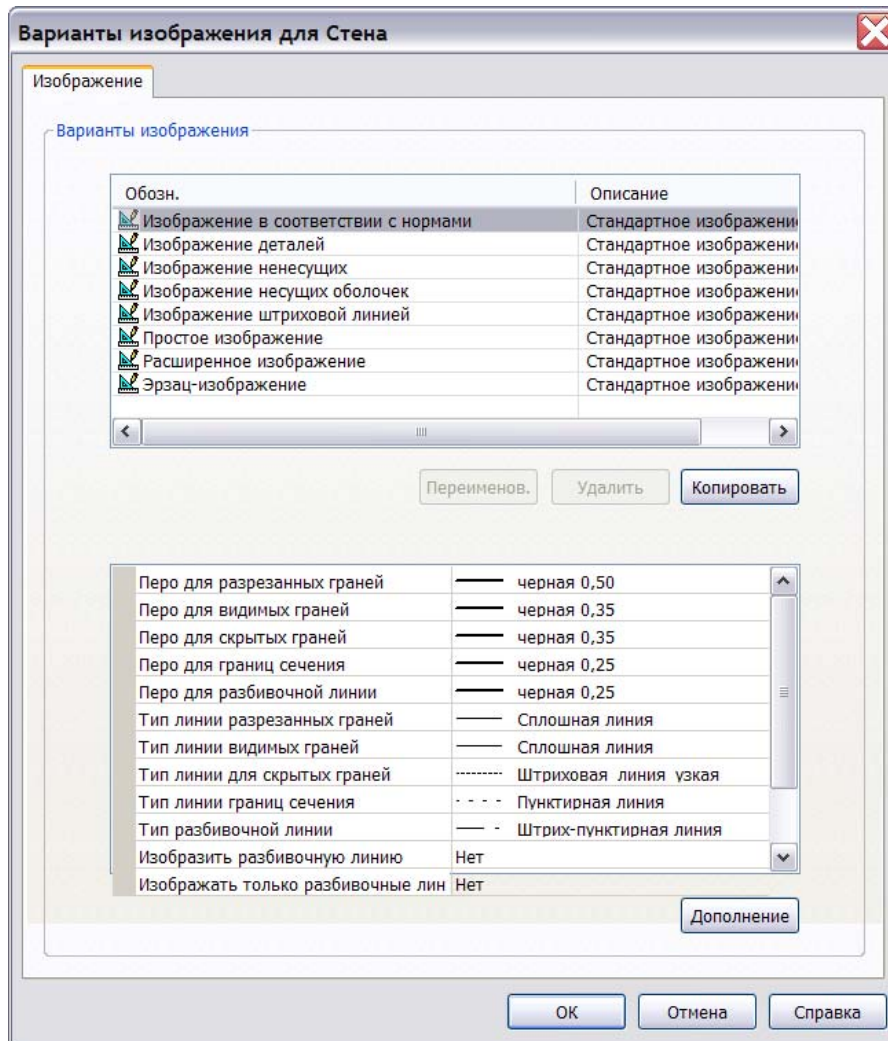 Варианты изображения для Стена
Изображение
Варианты изображения
Обозн. Описание
Изображение в соответствии с нормами Стандартное изображени
Изображение деталей Стандартное изображени
Изображение ненесущих Стандартное изображени
Изображение несущих оболочек Стандартное изображени
Изображение штриховой линией Стандартное изображени
Простое изображение Стандартное изображени
Расширенное изображение Стандартное изображени
Эрзац-изображение Стандартное изображени
Переименов. Удалить Копировать
Перо для разрезанных граней черная 0,50
Перо для видимых граней черная 0,35
Перо для скрытых граней черная 0,35
Перо для границ сечения черная 0,25
Перо для разбивочной линии черная 0,25
Тип линии разрезанных граней Сплошная линия
Тип линии видимых граней Сплошная линия
Тип линии для скрытых граней Штриховая линия узкая
Тип линии границ сечения Пунктирная линия
Тип разбивочной линии Штрих-пунктирная линия
Изобразить разбивочную линию Нет
Изображать только разбивочные лин Нет
Дополнение
ОК Отмена Справка